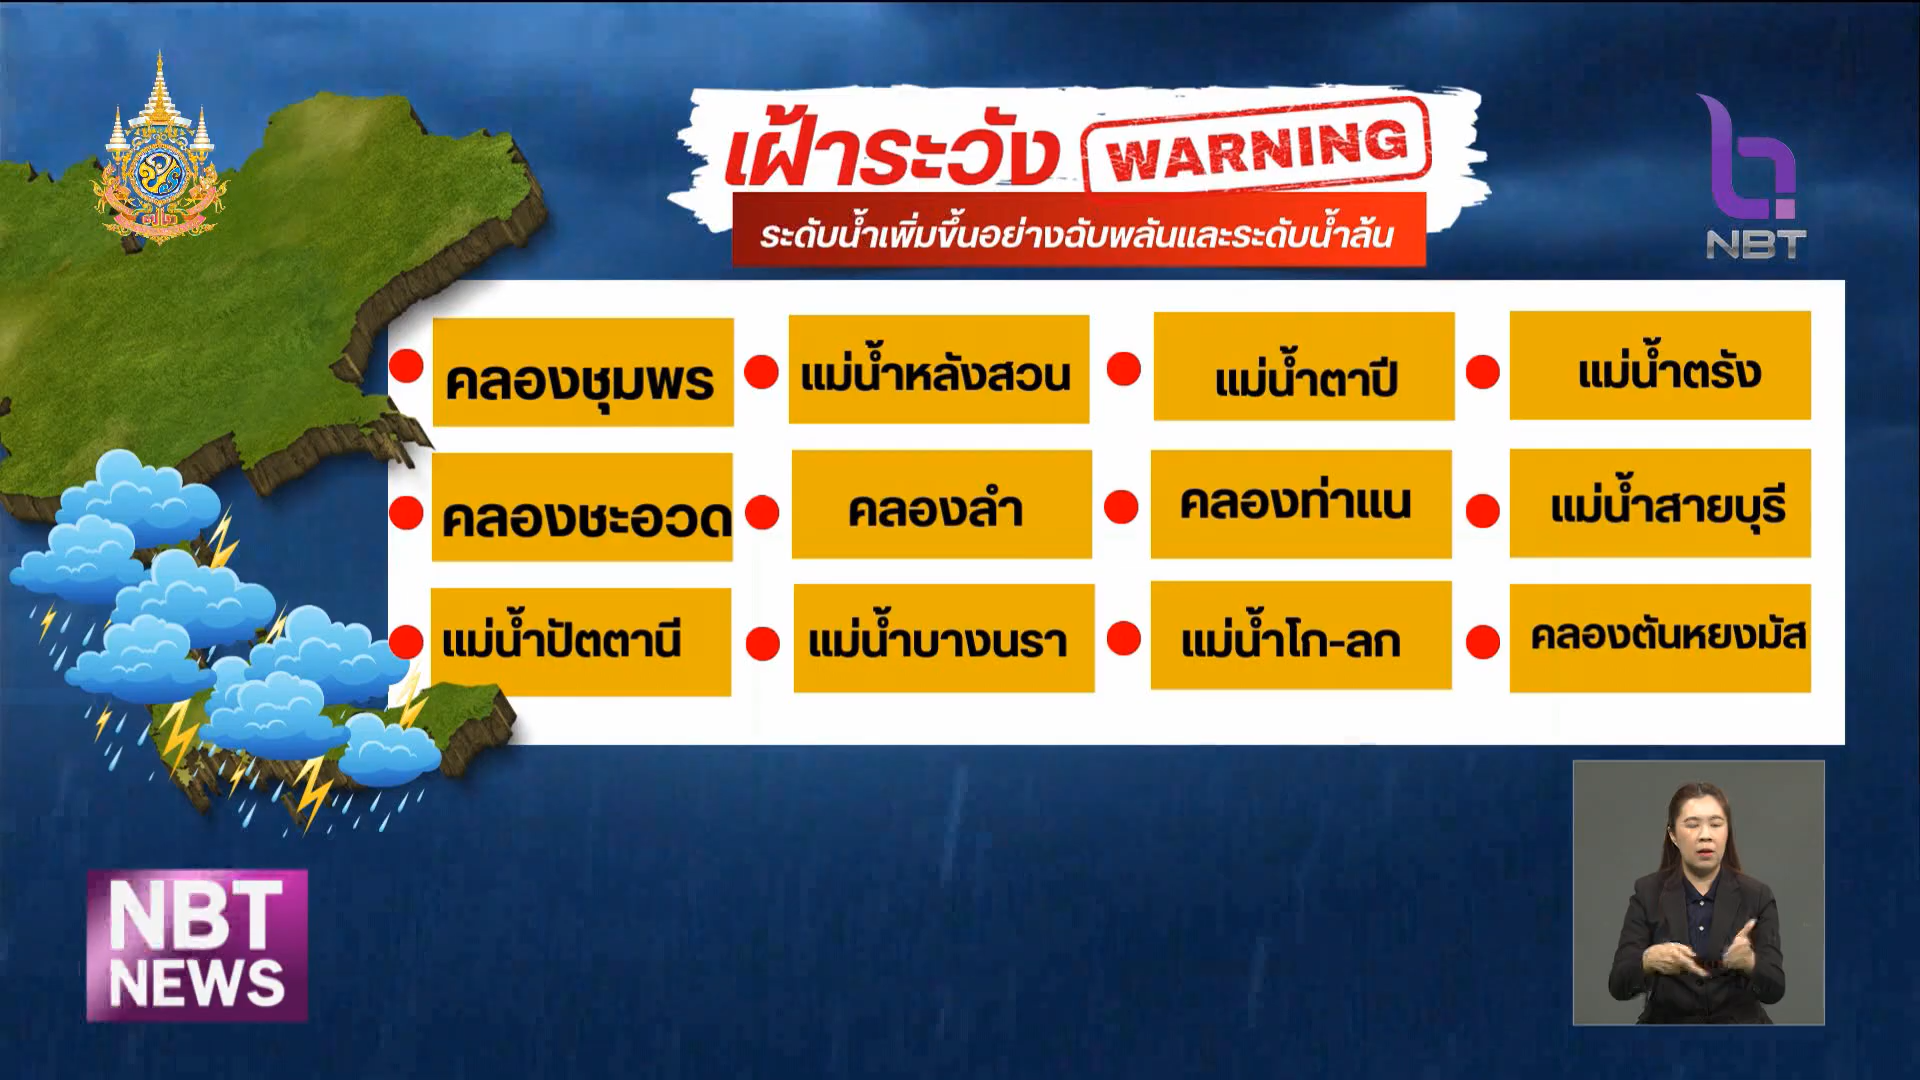 เฝ้าระวัง WARNING
ระดับน้ำเพิ่มขึ้นอย่างฉับพลันและระดับน้ำล้น
NBT
คลองชุมพร แม่น้ำหลังสวน แม่น้ำตาปี แม่น้ำตรัง
คลองชะอวด คลองลำ คลองท่าแน แม่น้ำสายบุรี
แม่น้ำปัตตานี แม่น้ำบางนรา แม่น้ำโก-ลก คลองตันหยงมัส
NBT
NEWS